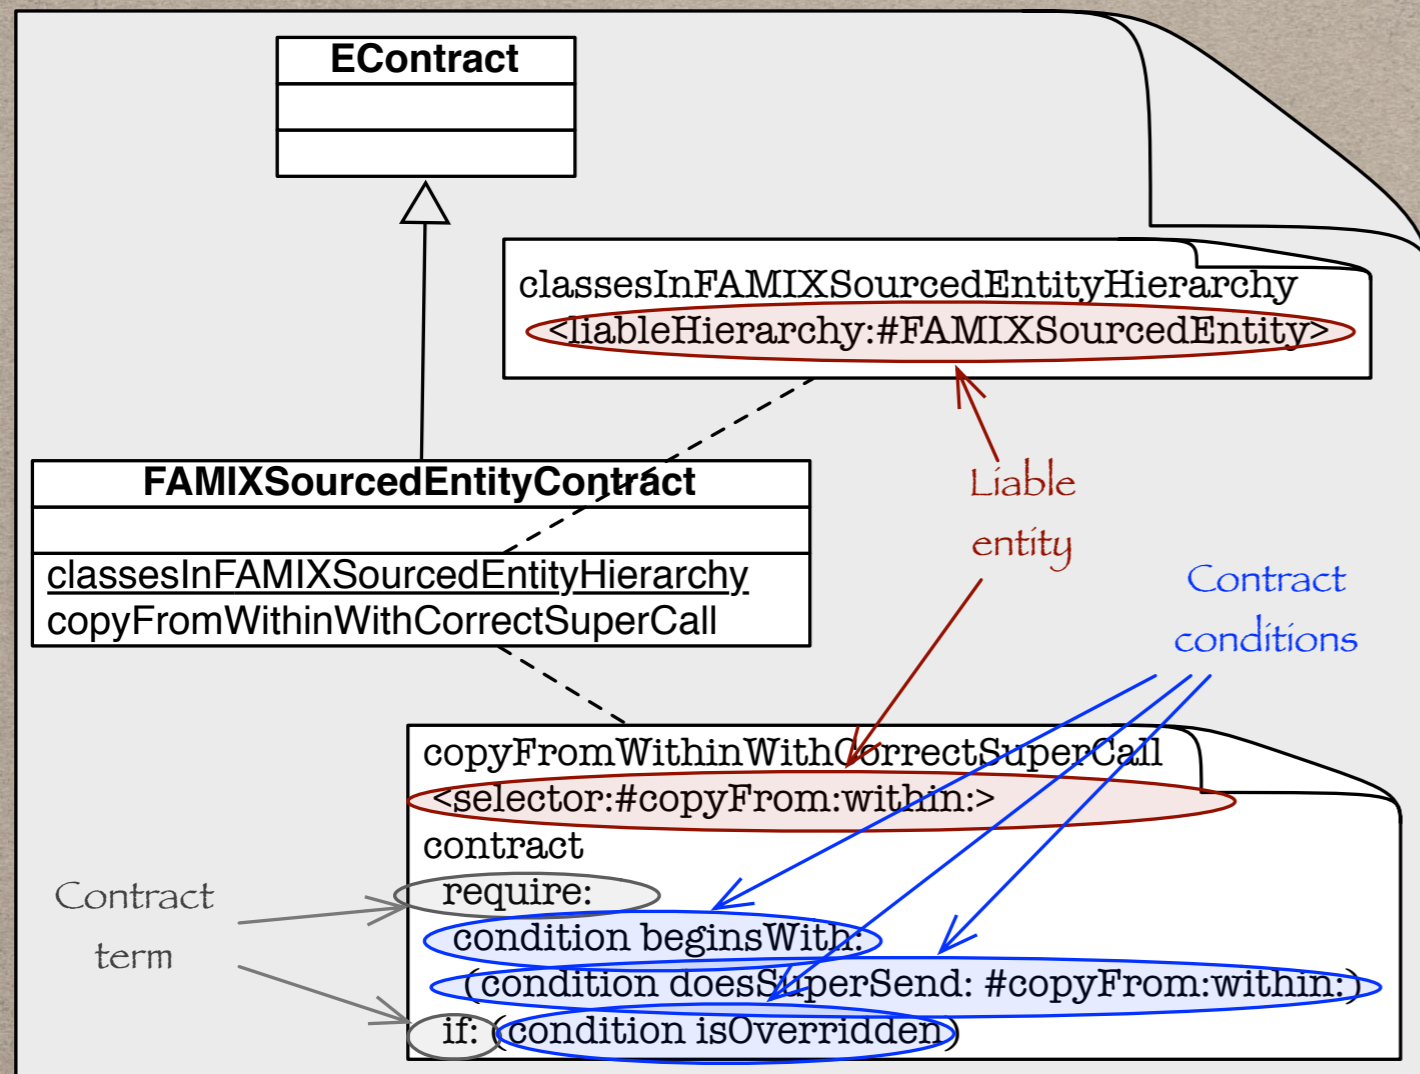 EContract
classesInFAMIXSourcedEntityHierarchy
<liableHierarchy:#FAMIXSourcedEntity>
FAMIXSourcedEntityContract
classesInFAMIXSourcedEntityHierarchy
copyFromWithinWithCorrectSuperCall
Liable
entity
Contract
conditions
copyFromWithinWithCorrectSuperCall
<selector:#copyFrom:within:>
contract
require:
condition beginsWith:
(condition doesSuperSend: #copyFrom:within:)
if: (condition isOverridden)
Contract
term